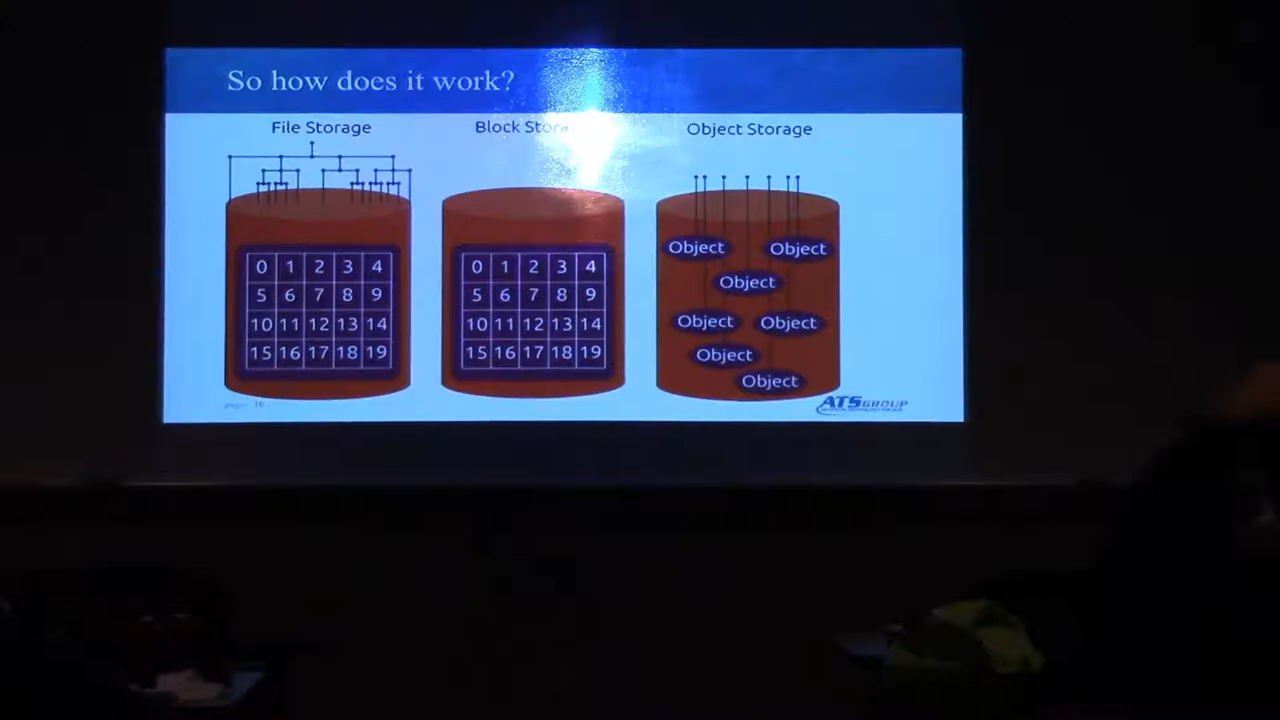 So how does it work?
File Storage
Block
Object Storage
0 1 2 3 4
5 6 7 8 9
10 11 12 13 14
15 16 17 18 19
0 1 2 3 4
5 6 7 8 9
10 11 12 13 14
15 16 17 18 19
Object
Object
Object
Object
Object
Object
Object
ATS GROUP